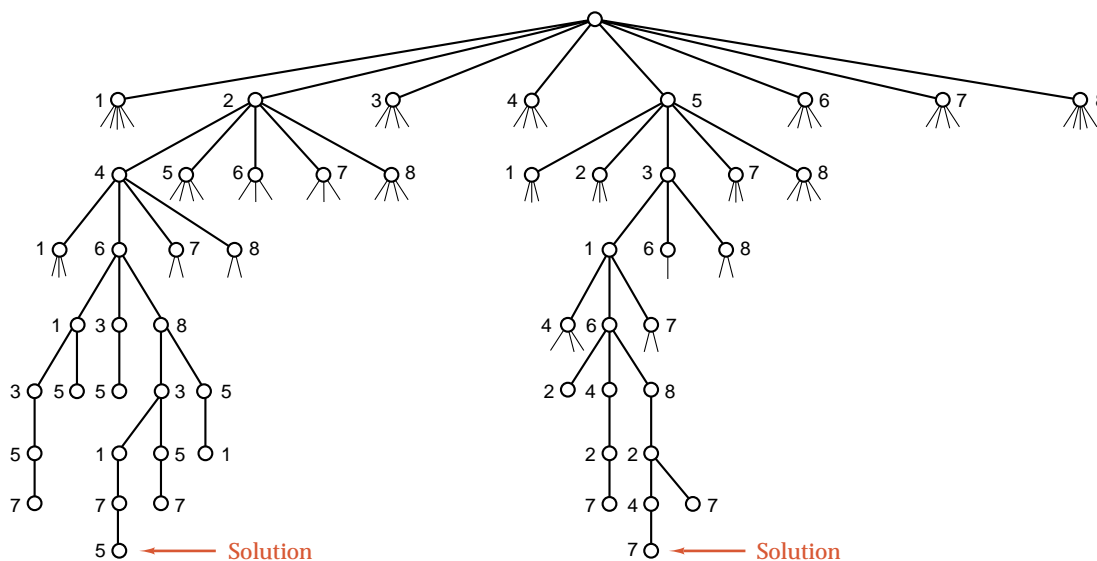 1 2 3 4 5 6 7
4 5 6 7 8 1 2 3 7 8
1 6 7 8 1 6 8
1 3 8 4 6 7
3 5 5 3 5 2 4 8
5 1 5 1 2 2
7 7 7 7 4 7
5 Solution 7 Solution